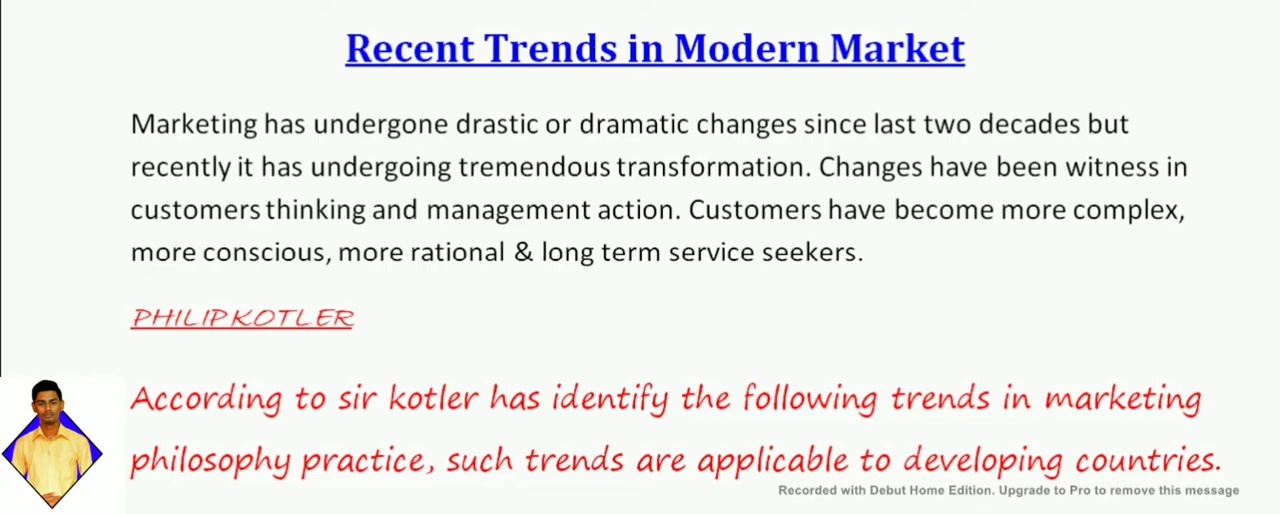 Recent Trends in Modern Market
Marketing has undergone drastic or dramatic changes since last two decades but
recently it has undergoing tremendous transformation. Changes have been witness in
customers thinking and management action. Customers have become more complex,
more conscious, more rational & long term service seekers.
PHILIPKOTLER
According to sir kotler has identify the following trends in marketing
philosophy practice, such trends are applicable to developing countries.
Recorded with Debut Home Edition. Upgrade to Pro to remove this message